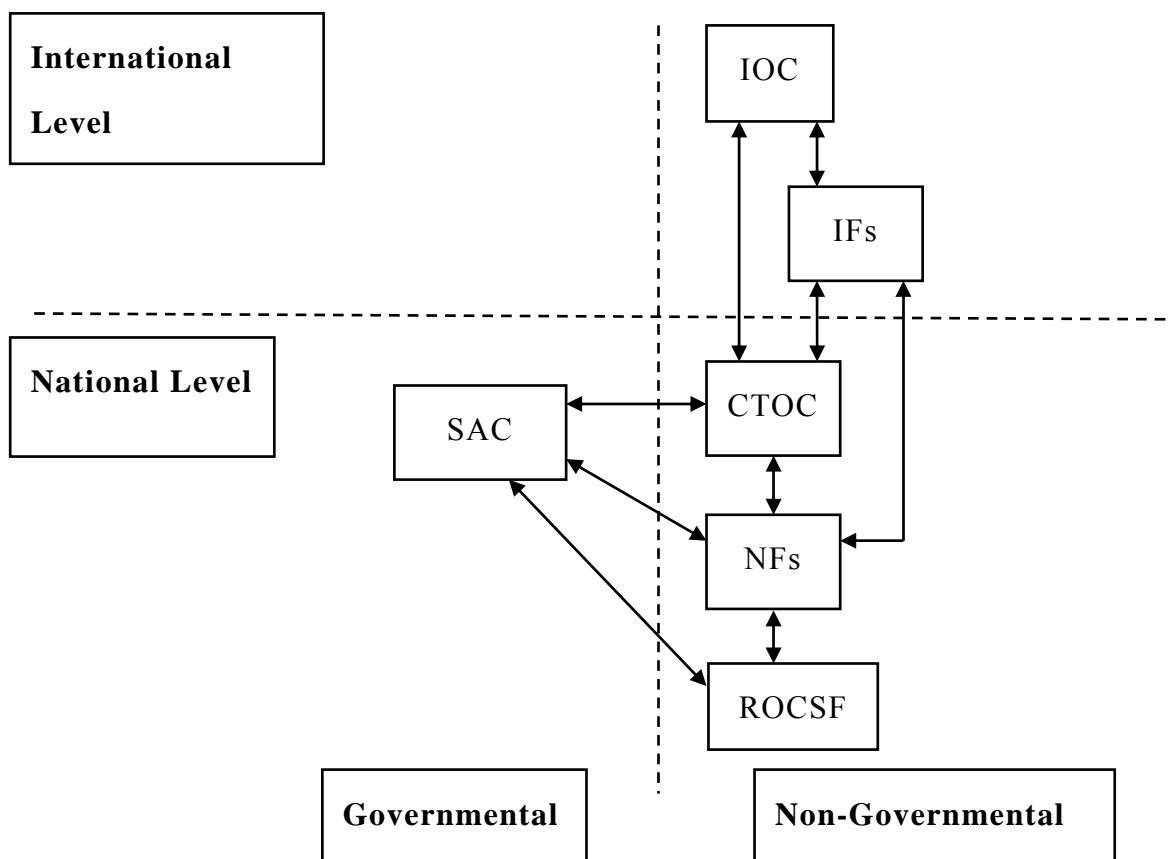 International
Level
IOC
IFs
National Level
CTOC
SAC
NFs
ROCSF
Governmental
Non-Governmental